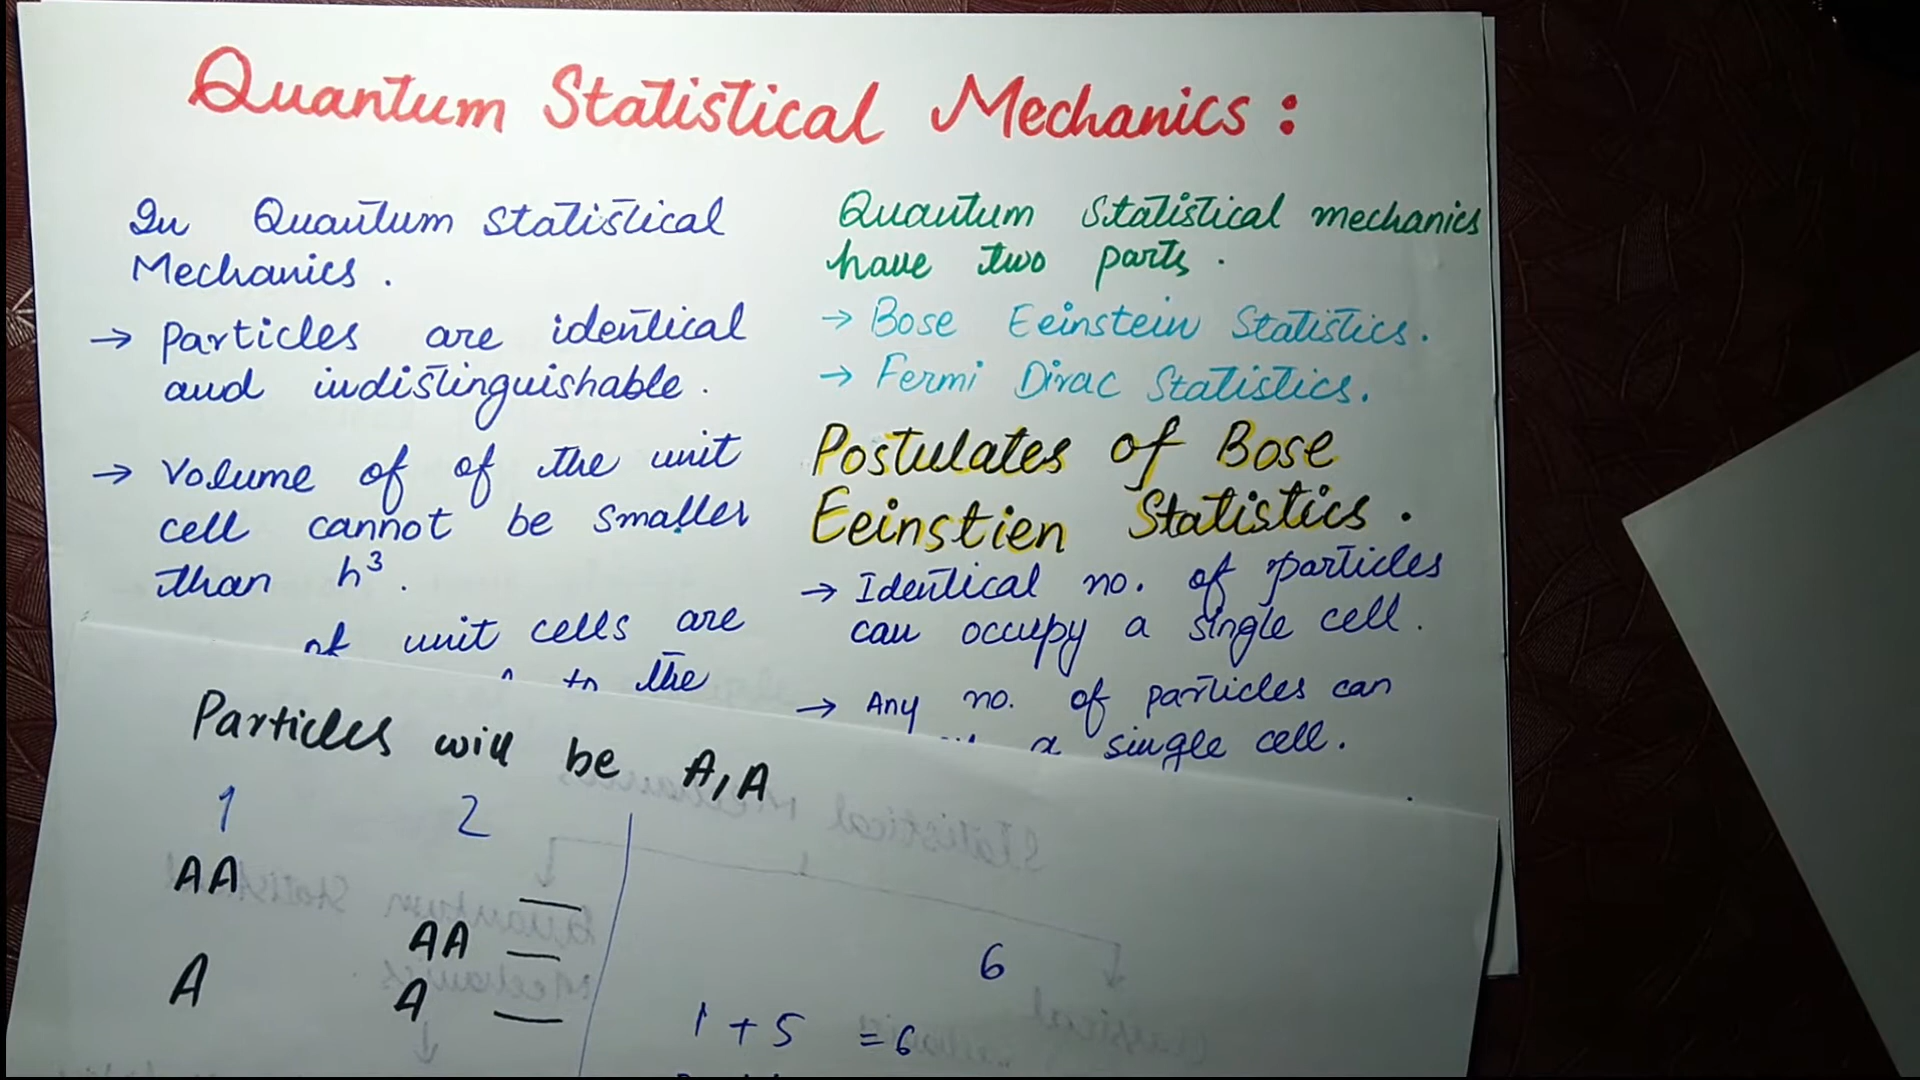 Quantum Statistical Mechanics :
In Quantum Statistical
Mechanics .
→ Particles are identical
and indistinguishable .
→ Volume of of the unit
cell cannot be smaller
than h³ .
of unit cells are
to the
Quantum Statistical mechanics
have two parts .
→ Bose Eeinstein Statistics .
→ Fermi Dirac Statistics .
Postulates of Bose
Eeinstien Statistics .
→ Identical no. of particles
can occupy a single cell .
→ Any no. of particles can
a single cell .
Particles will be A, A
1 2
AA
AA
A A
6
1 + 5 = 6